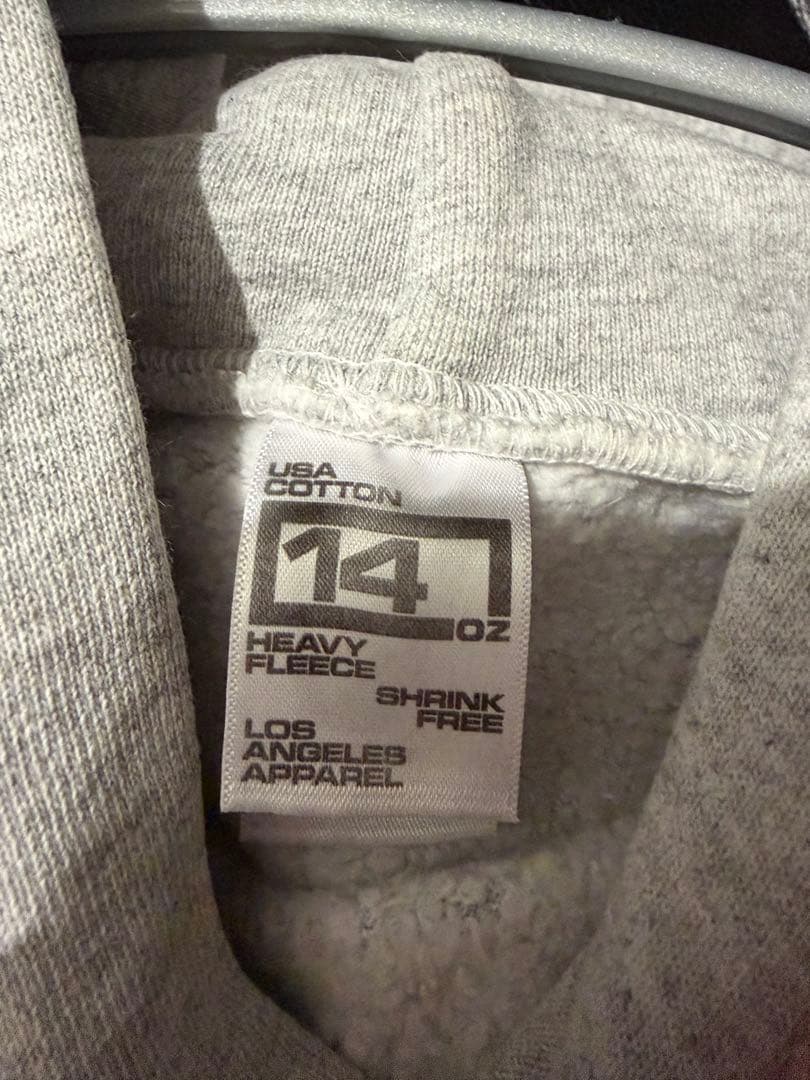 USA
COTTON
14
OZ
HEAVY
FLEECE
SHRINK
FREE
LOS
ANGELES
APPAREL